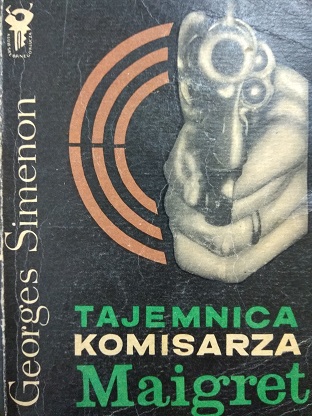 Georges Simenon
TAJEMNICA
KOMISARZA
Maigret